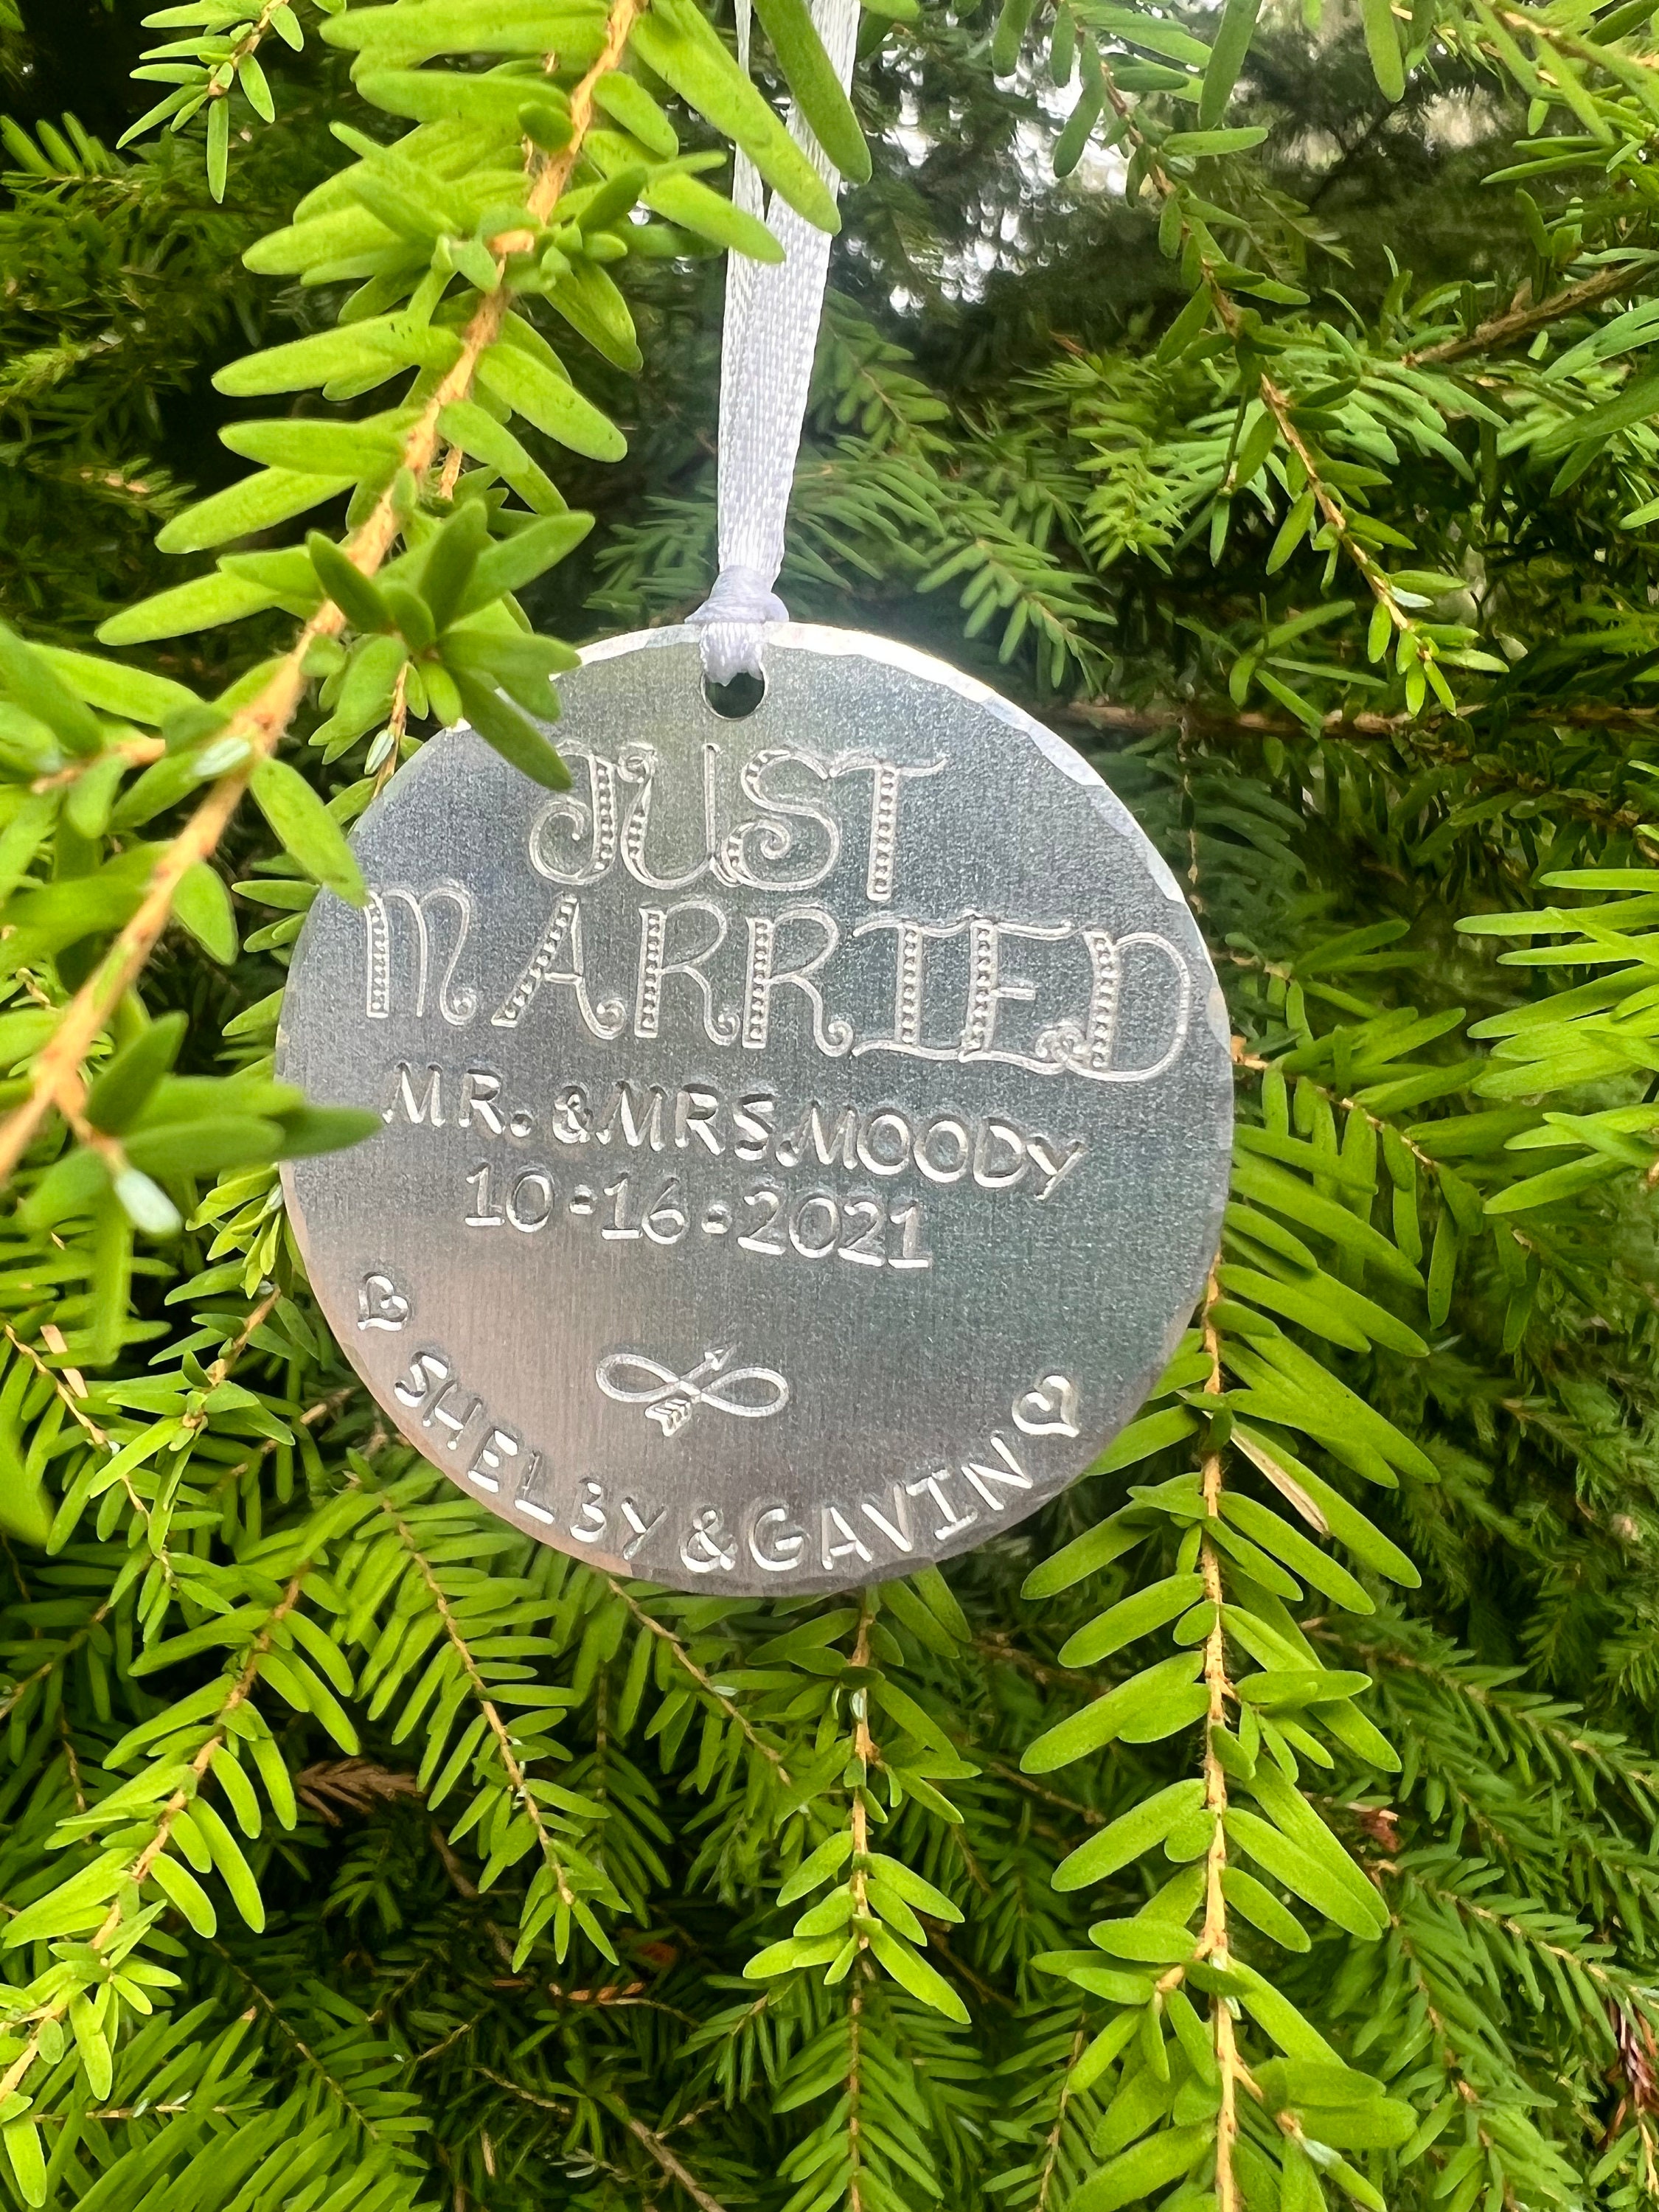 JUST
MARRIED
MR. & MRS. MOODY
10-16-2021
SHELBY & GAVIN